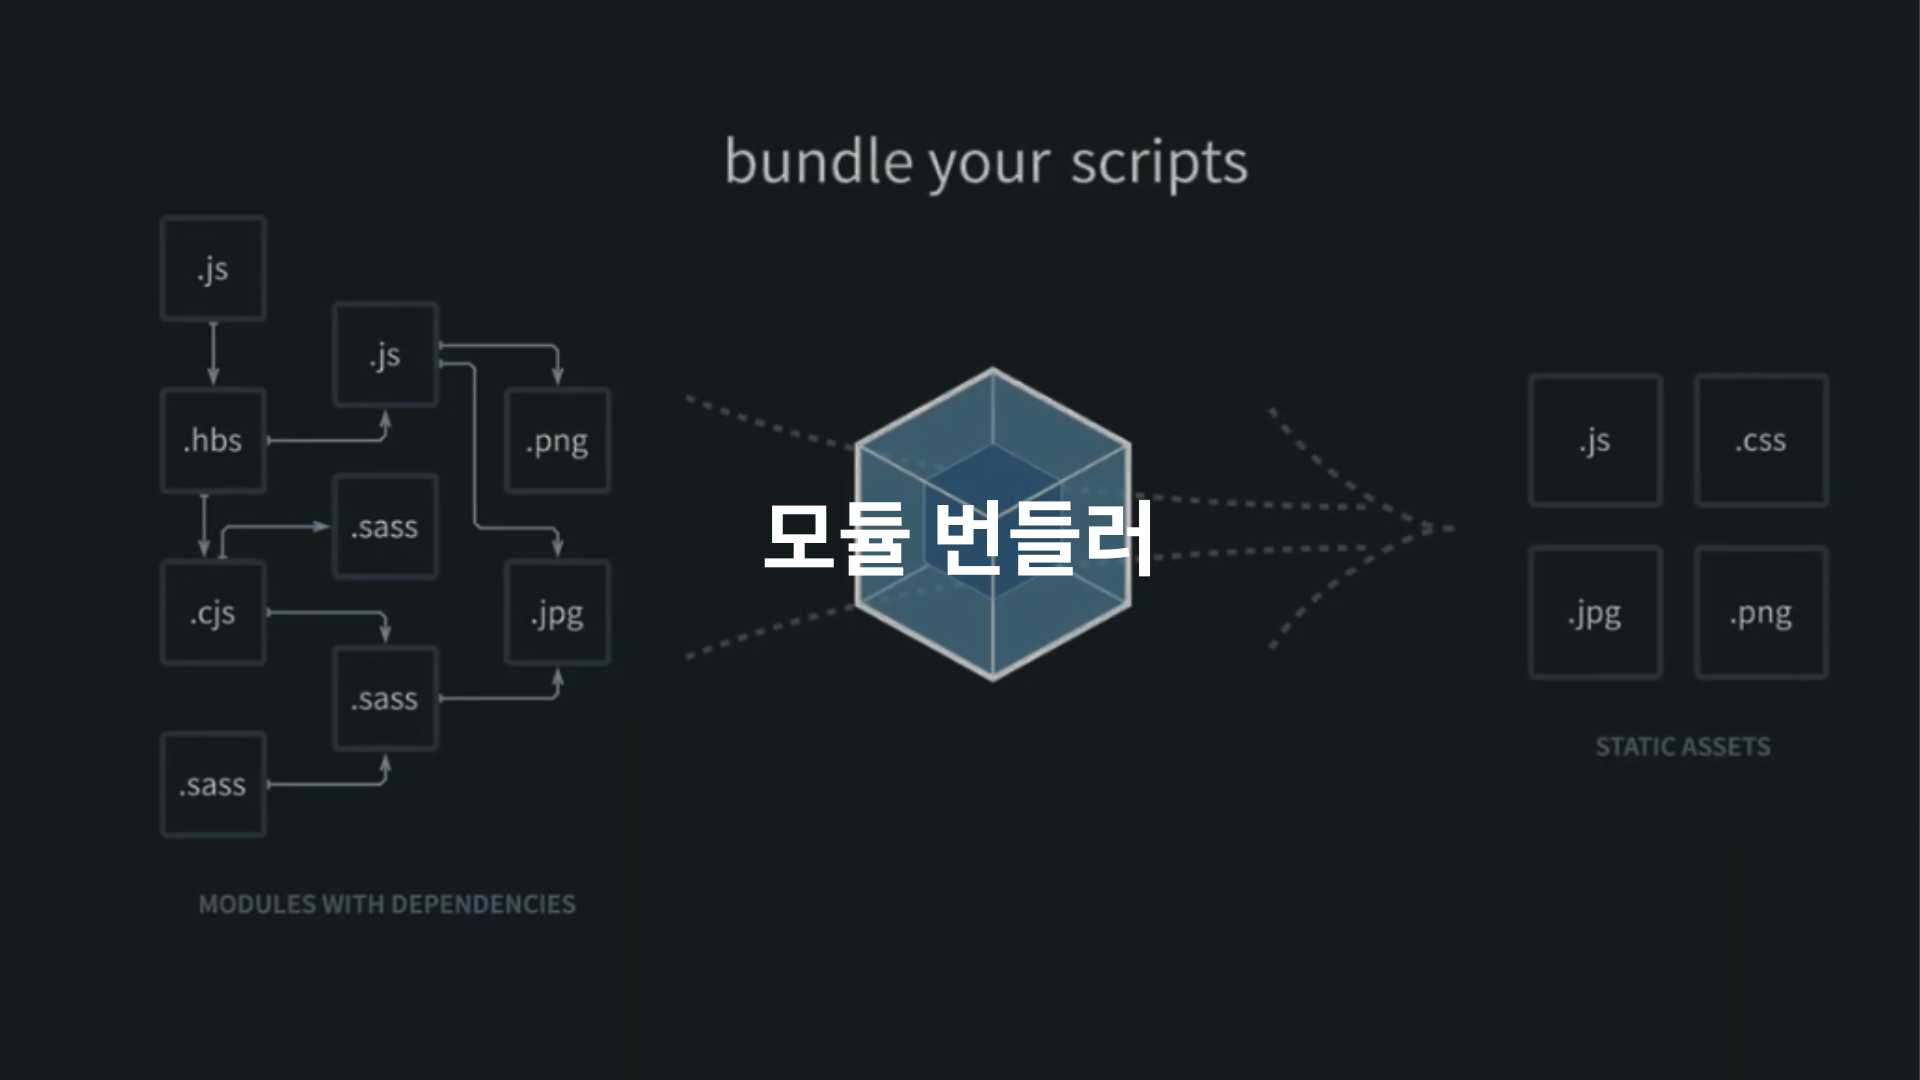 bundle your scripts
.js
.js
.hbs
.png
.sass
.cjs
.jpg
.sass
.sass
MODULES WITH DEPENDENCIES
모듈 번들러
.js
.css
.jpg
.png
STATIC ASSETS